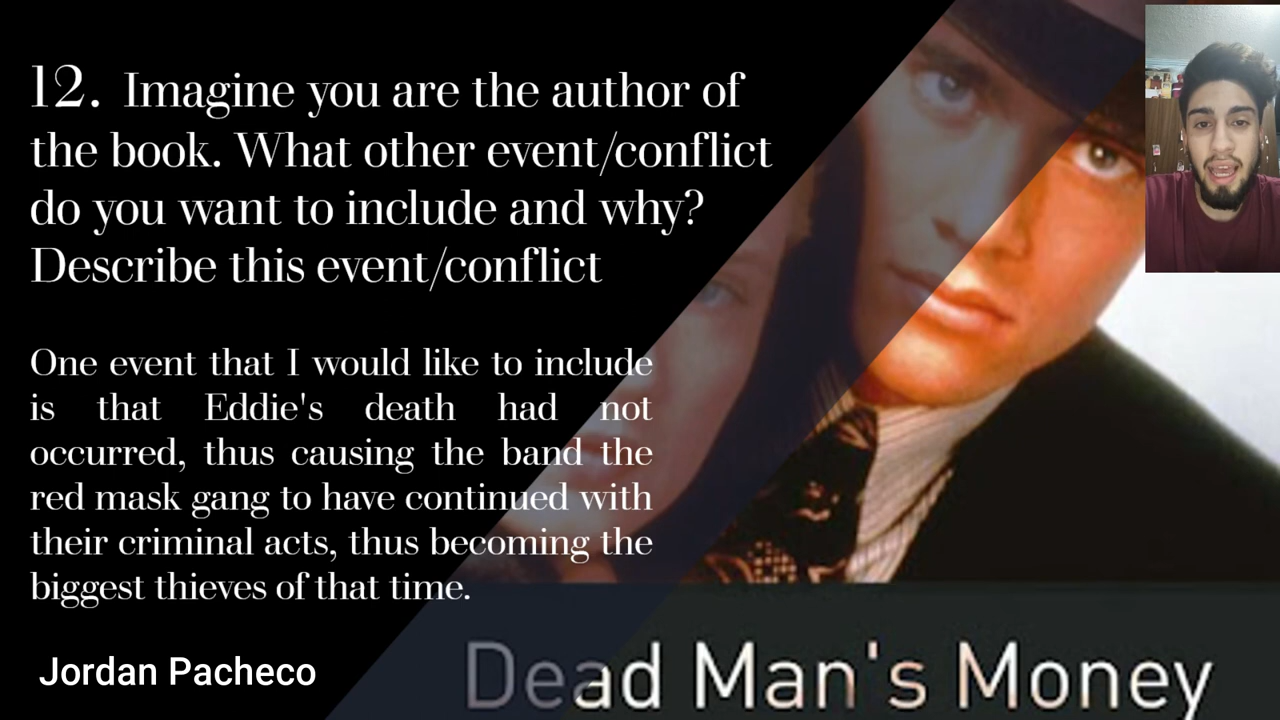 12. Imagine you are the author of
the book. What other event/conflict
do you want to include and why?
Describe this event/conflict
One event that I would like to include
is that Eddie's death had not
occurred, thus causing the band the
red mask gang to have continued with
their criminal acts, thus becoming the
biggest thieves of that time.
Jordan Pacheco
Dead Man's Money